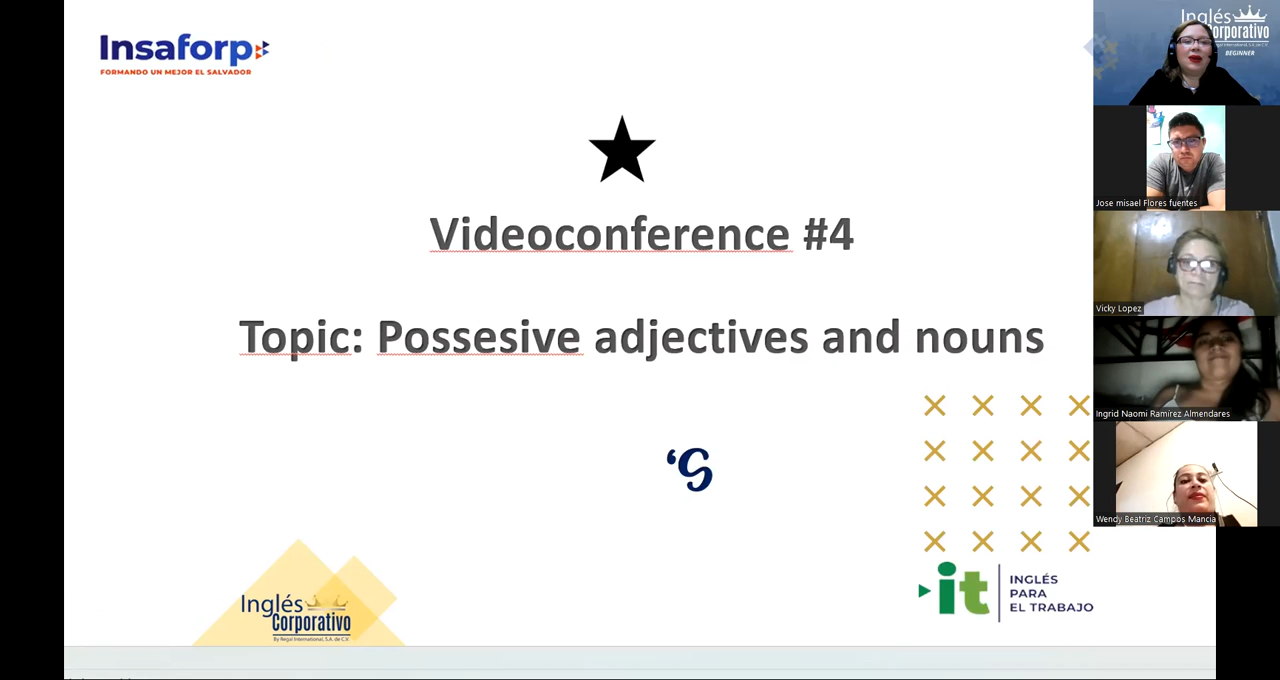 Insaforp
FORMANDO UN MEJOR EL SALVADOR
Videoconference #4
Topic: Possesive adjectives and nouns
‘s
Inglés
Corporativo
By Regal International, S.A. de C.V.
it
INGLÉS
PARA
EL TRABAJO
Inglés
Corporativo
BEGINNER
Jose misael Flores fuentes
Vicky Lopez
Ingrid Naomi Ramírez Almendares
Wendy Beatriz Campos Mancia